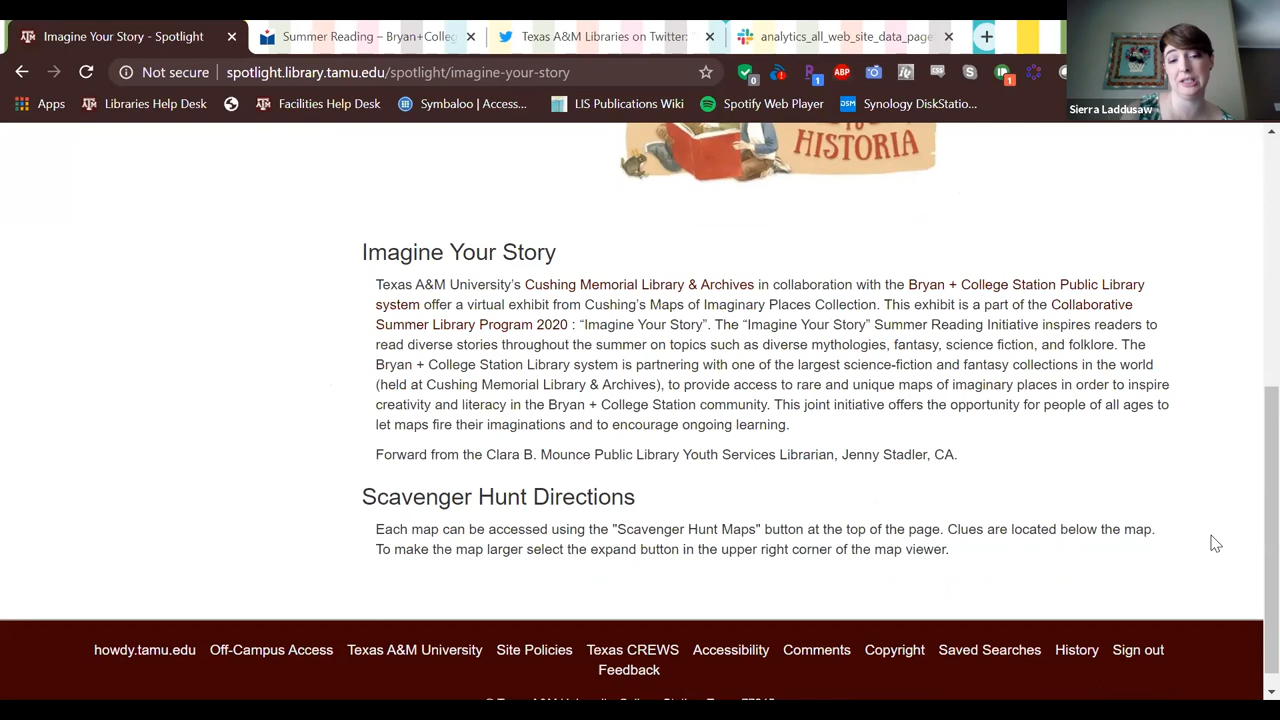 Imagine Your Story - Spotlight
Summer Reading – Bryan+Colleg
Texas A&M Libraries on Twitter:
analytics_all_web_site_data_page
Not secure
spotlight.library.tamu.edu/spotlight/imagine-your-story
0
1
ABP
CSS
1
Apps
Libraries Help Desk
Facilities Help Desk
Symbaloo | Access...
LIS Publications Wiki
Spotify Web Player
DSM
Synology DiskStatio...
Sierra Laddusaw
HISTORIA
Imagine Your Story
Texas A&M University's Cushing Memorial Library & Archives in collaboration with the Bryan + College Station Public Library
system offer a virtual exhibit from Cushing's Maps of Imaginary Places Collection. This exhibit is a part of the Collaborative
Summer Library Program 2020 : “Imagine Your Story”. The “Imagine Your Story” Summer Reading Initiative inspires readers to
read diverse stories throughout the summer on topics such as diverse mythologies, fantasy, science fiction, and folklore. The
Bryan + College Station Library system is partnering with one of the largest science-fiction and fantasy collections in the world
(held at Cushing Memorial Library & Archives), to provide access to rare and unique maps of imaginary places in order to inspire
creativity and literacy in the Bryan + College Station community. This joint initiative offers the opportunity for people of all ages to
let maps fire their imaginations and to encourage ongoing learning.
Forward from the Clara B. Mounce Public Library Youth Services Librarian, Jenny Stadler, CA.
Scavenger Hunt Directions
Each map can be accessed using the "Scavenger Hunt Maps" button at the top of the page. Clues are located below the map.
To make the map larger select the expand button in the upper right corner of the map viewer.
howdy.tamu.edu Off-Campus Access Texas A&M University Site Policies Texas CREWS Accessibility Comments Copyright Saved Searches History Sign out
Feedback